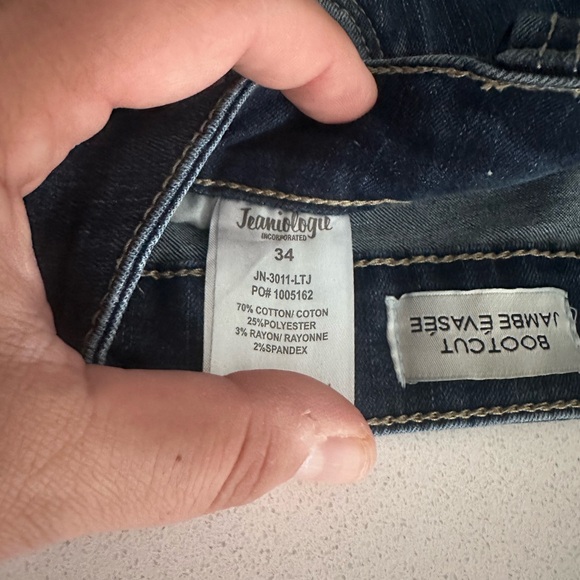 Jeaniologie
INCORPORATED
34
JN-3011-LTJ
PO# 1005162
70% COTTON/ COTON
25%POLYESTER
3% RAYON/ RAYONNE
2%SPANDEX
BOOTCUT
JAMBE ÉVASÉE